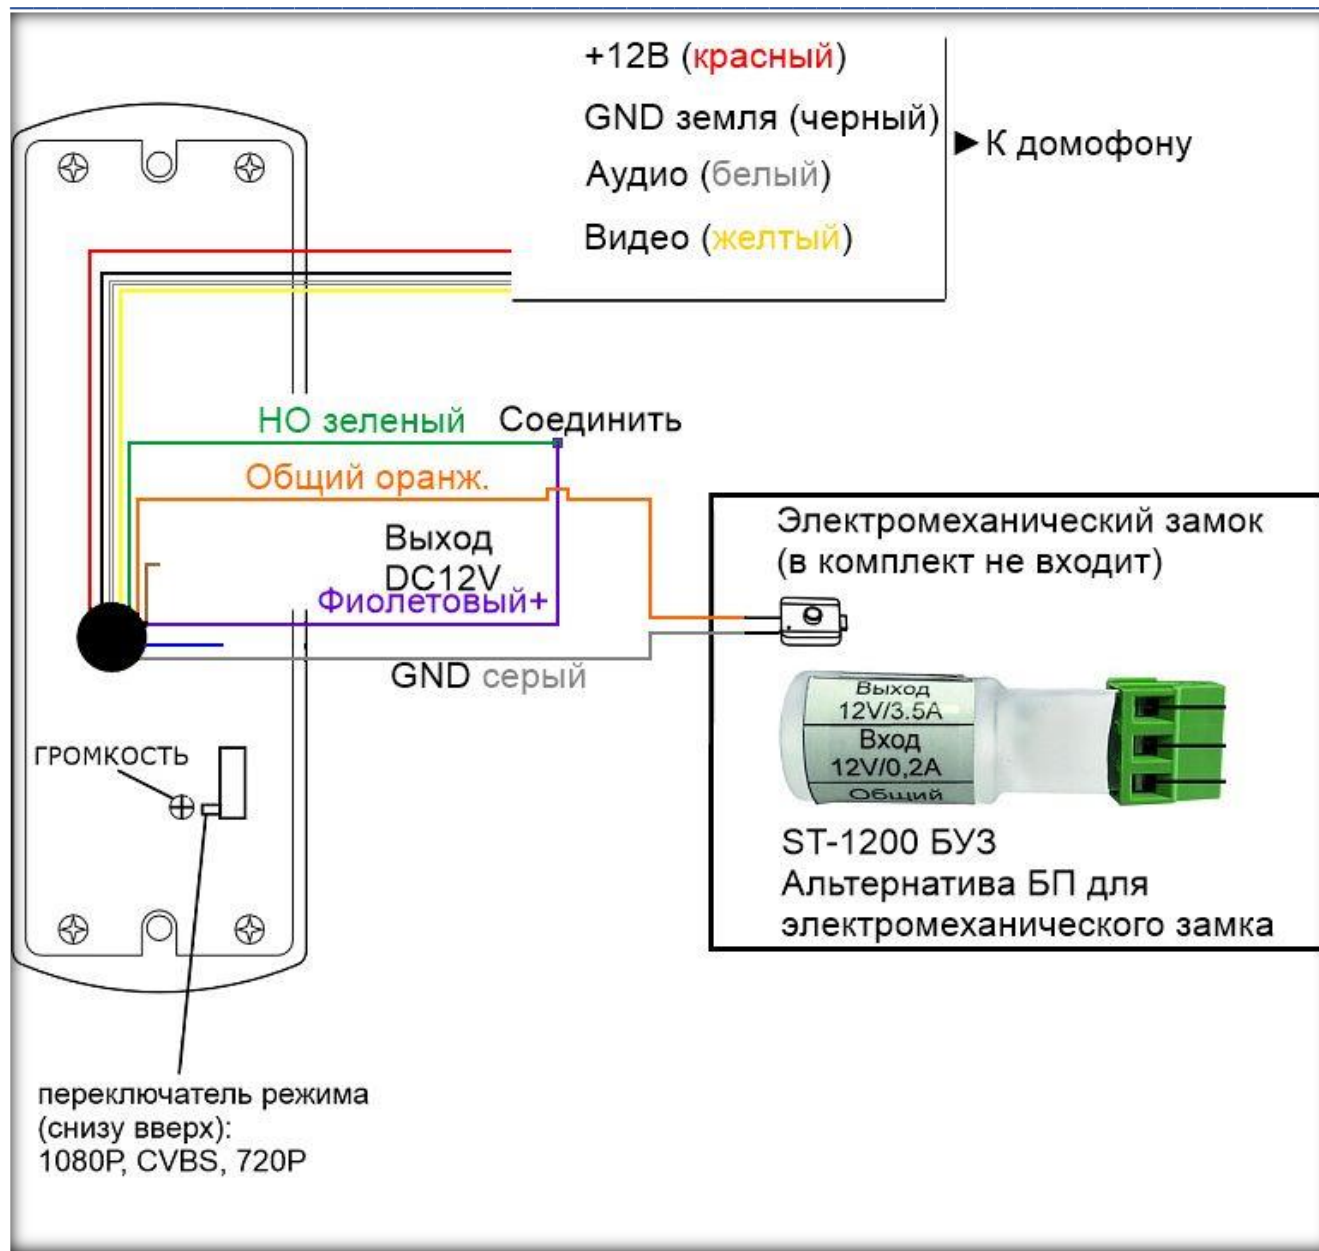 +12В (красный)
GND земля (черный)
Аудио (белый)
Видео (желтый)
К домофону
НО зеленый
Соединить
Общий оранж.
Выход
DC12V
Фиолетовый+
GND серый
Электромеханический замок
(в комплект не входит)
Выход
12V/3.5A
Вход
12V/0,2A
Общий
ST-1200 БУЗ
Альтернатива БП для
электромеханического замка
ГРОМКОСТЬ
переключатель режима
(снизу вверх):
1080P, CVBS, 720P